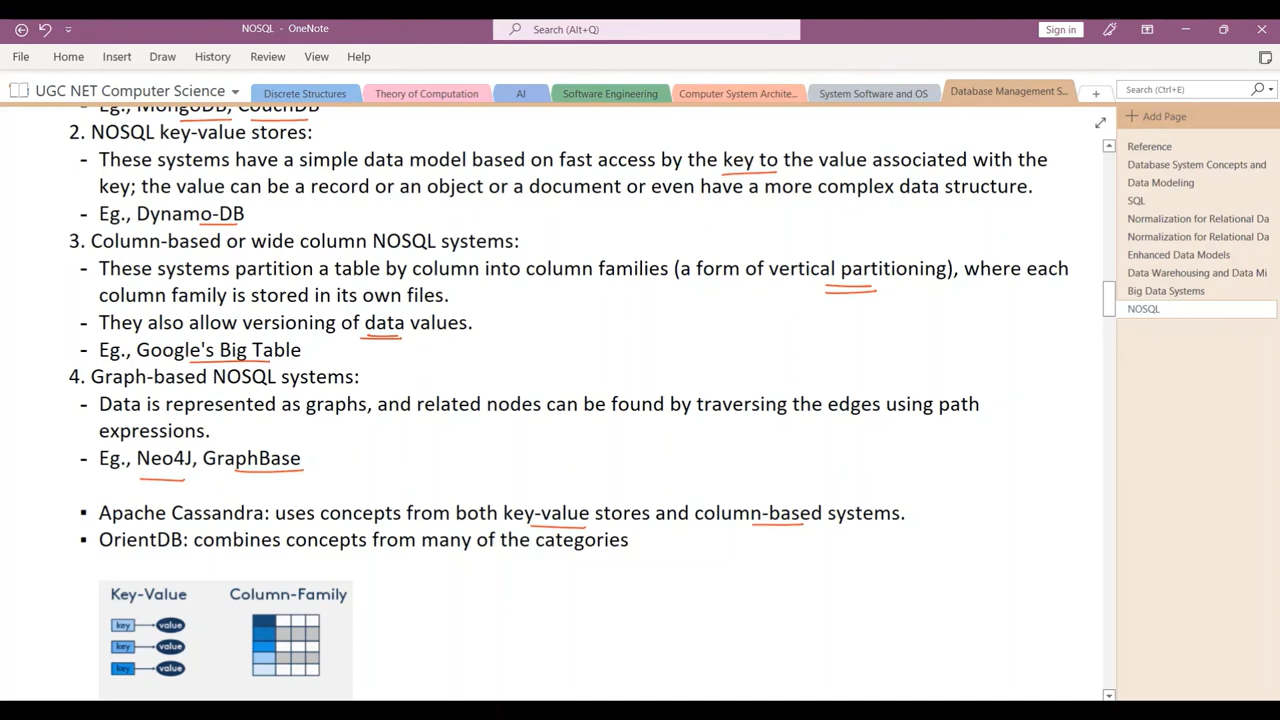 NOSQL - OneNote
Search (Alt+Q)
Sign in
File Home Insert Draw History Review View Help
UGC NET Computer Science
Discrete Structures
Theory of Computation
AI
Software Engineering
Computer System Archite...
System Software and OS
Database Management S...
Search (Ctrl+E)
Add Page
Reference
Database System Concepts and
Data Modeling
SQL
Normalization for Relational Da
Normalization for Relational Da
Enhanced Data Models
Data Warehousing and Data Mi
Big Data Systems
NOSQL
- Eg., MongoDB, CouchDB
2. NOSQL key-value stores:
- These systems have a simple data model based on fast access by the key to the value associated with the
key; the value can be a record or an object or a document or even have a more complex data structure.
- Eg., Dynamo-DB
3. Column-based or wide column NOSQL systems:
- These systems partition a table by column into column families (a form of vertical partitioning), where each
column family is stored in its own files.
- They also allow versioning of data values.
- Eg., Google's Big Table
4. Graph-based NOSQL systems:
- Data is represented as graphs, and related nodes can be found by traversing the edges using path
expressions.
- Eg., Neo4J, GraphBase
▪ Apache Cassandra: uses concepts from both key-value stores and column-based systems.
▪ OrientDB: combines concepts from many of the categories
Key-Value
Column-Family
key value
key value
key value